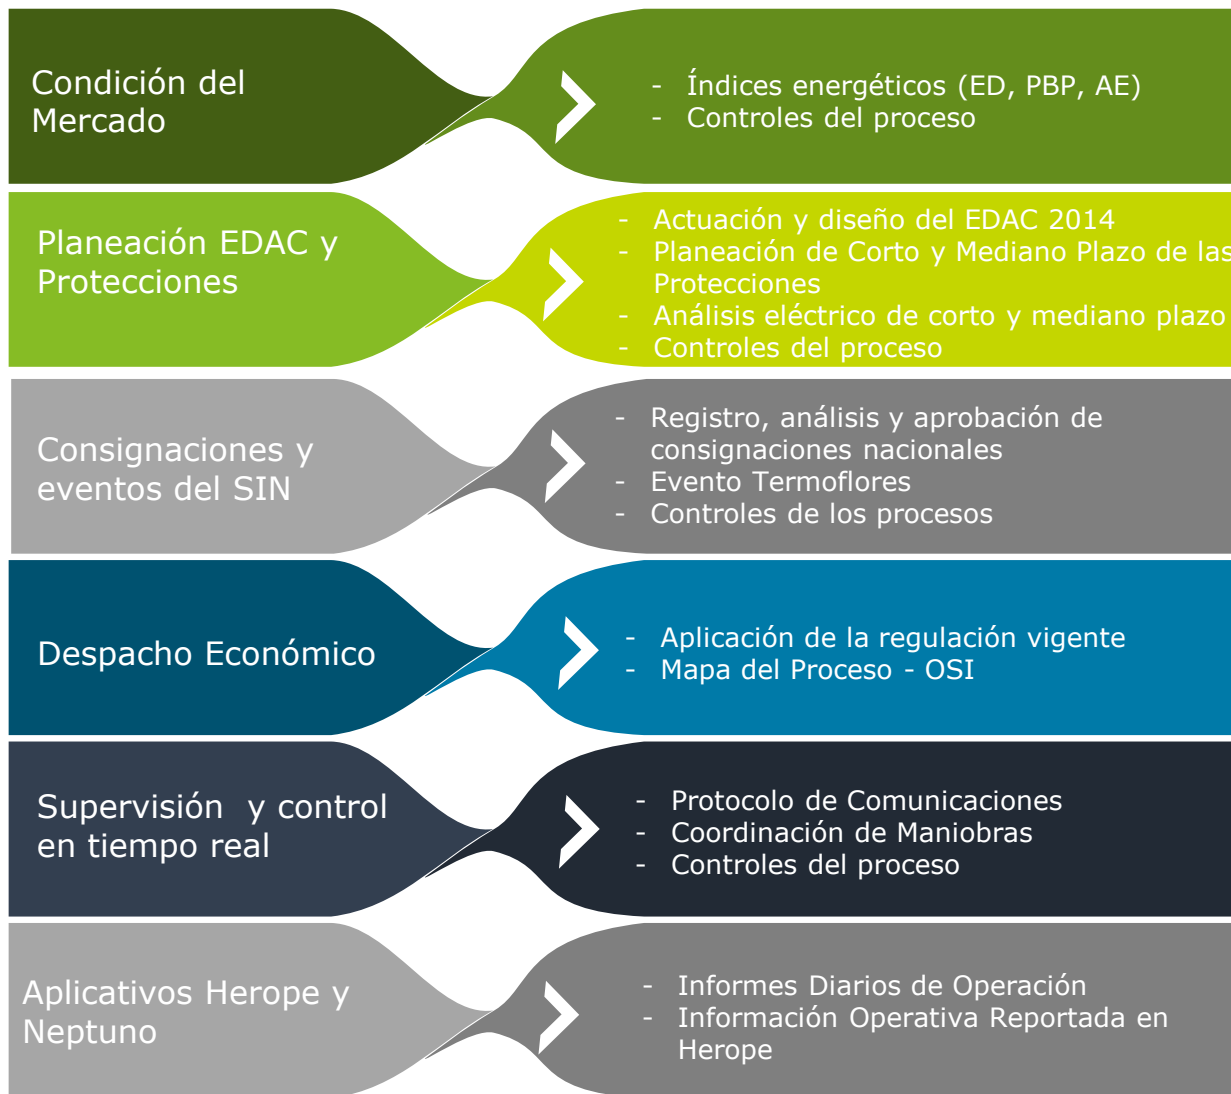 Condición del
Mercado
- Índices energéticos (ED, PBP, AE)
- Controles del proceso
Planeación EDAC y
Protecciones
- Actuación y diseño del EDAC 2014
- Planeación de Corto y Mediano Plazo de las
Protecciones
- Análisis eléctrico de corto y mediano plazo
- Controles del proceso
Consignaciones y
eventos del SIN
- Registro, análisis y aprobación de
consignaciones nacionales
- Evento Termoflores
- Controles de los procesos
Despacho Económico
- Aplicación de la regulación vigente
- Mapa del Proceso - OSI
Supervisión y control
en tiempo real
- Protocolo de Comunicaciones
- Coordinación de Maniobras
- Controles del proceso
Aplicativos Herope y
Neptuno
- Informes Diarios de Operación
- Información Operativa Reportada en
Herope